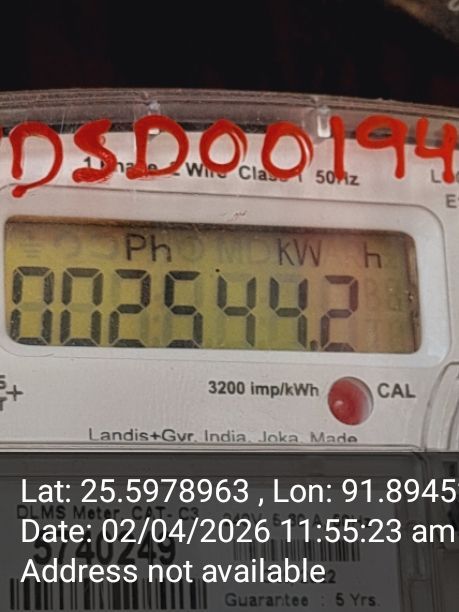 DSD00194
1 Phase 2 Wire Class 1 50Hz
Ph KW h
002544.2
3200 imp/kWh CAL
Landis+Gyr, India, Joka, Made
Lat: 25.5978963 , Lon: 91.8945
DLMS Meter, CAT- C3
Date: 02/04/2026 11:55:23 am
5740249
Address not available
Guarantee : 5 Yrs.